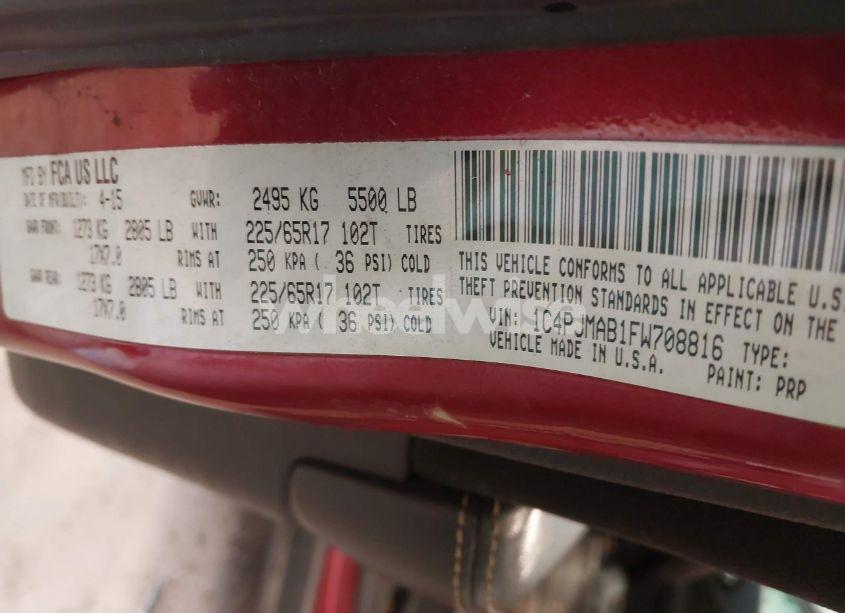 MFD BY FCA US LLC
DATE OF MFR(BUILT): 4-15 GVWR: 2495 KG 5500 LB
GAWR FRONT: 1273 KG 2805 LB WITH 225/65R17 102T TIRES
17X7.0 RIMS AT 250 KPA ( 36 PSI) COLD
GAWR REAR: 1273 KG 2805 LB WITH 225/65R17 102T TIRES
17X7.0 RIMS AT 250 KPA ( 36 PSI) COLD
THIS VEHICLE CONFORMS TO ALL APPLICABLE U.S.
THEFT PREVENTION STANDARDS IN EFFECT ON THE
VIN: 1C4PJMAB1FW708816 TYPE:
VEHICLE MADE IN U.S.A. PAINT: PRP
wheelwise